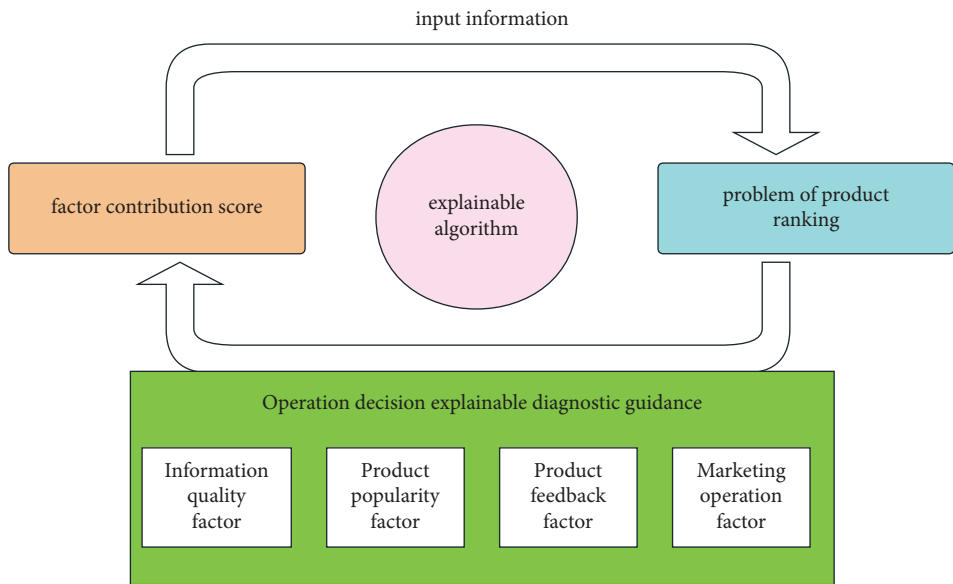 input information
factor contribution score
explainable
algorithm
problem of product
ranking
Operation decision explainable diagnostic guidance
Information
quality
factor
Product
popularity
factor
Product
feedback
factor
Marketing
operation
factor